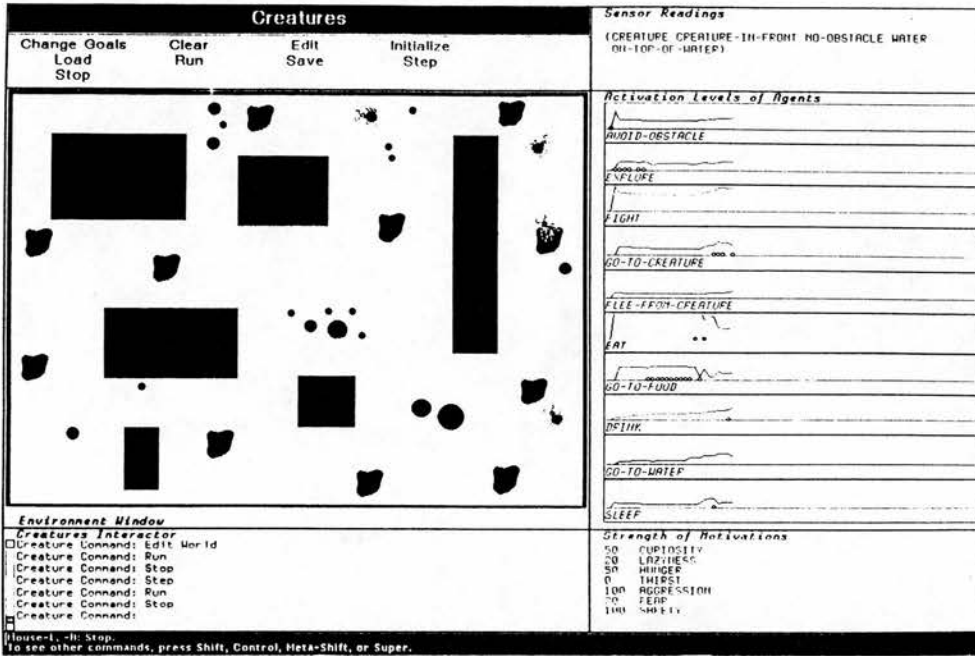 Creatures
Change Goals Clear Edit Initialize
Load Run Save Step
Stop
Environment Window
Creatures Interactor
Creature Command: Edit World
Creature Command: Run
Creature Command: Stop
Creature Command: Step
Creature Command: Run
Creature Command: Stop
Creature Command:
Sensor Readings
(CREATURE CREATURE-IN-FRONT NO-OBSTACLE WATER
ON-TOP-OF-WATER)
Activation Levels of Agents
AVOID-OBSTACLE
EXPLORE
FIGHT
GO-TO-CREATURE
FLEE-FROM-CREATURE
EAT
GO-TO-FOOD
DRINK
GO-TO-WATER
SLEEP
Strength of Motivations
50 CURIOSITY
20 LAZYNESS
50 HUNGER
0 THIRST
100 AGGRESSION
FEAR
100 SAFETY
Mouse-L, -R: Stop.
To see other commands, press Shift, Control, Meta-Shift, or Super.